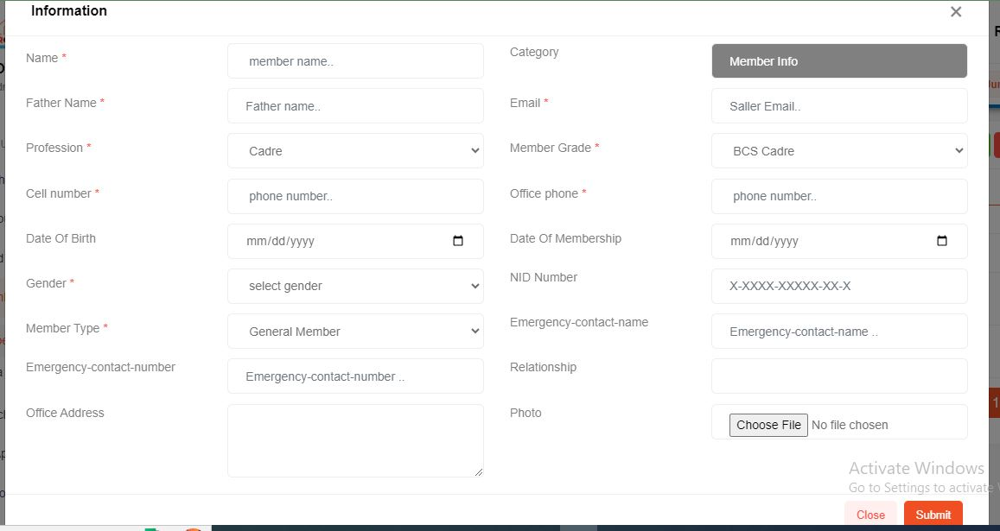 Information
Name *
member name..
Category
Member Info
Father Name *
Father name..
Email *
Saller Email..
Profession *
Cadre
Member Grade *
BCS Cadre
Cell number *
phone number..
Office phone *
phone number..
Date Of Birth
mm/dd/yyyy
Date Of Membership
mm/dd/yyyy
Gender *
select gender
NID Number
X-XXXX-XXXXX-XX-X
Member Type *
General Member
Emergency-contact-name
Emergency-contact-name ..
Emergency-contact-number
Emergency-contact-number ..
Relationship
Office Address
Photo
Choose File No file chosen
Activate Windows
Go to Settings to activate
Close
Submit